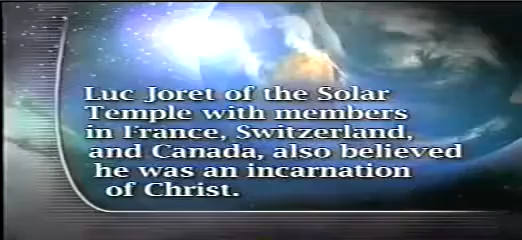 Luc Joret of the Solar
Temple with members
in France, Switzerland,
and Canada, also believed
he was an incarnation
of Christ.